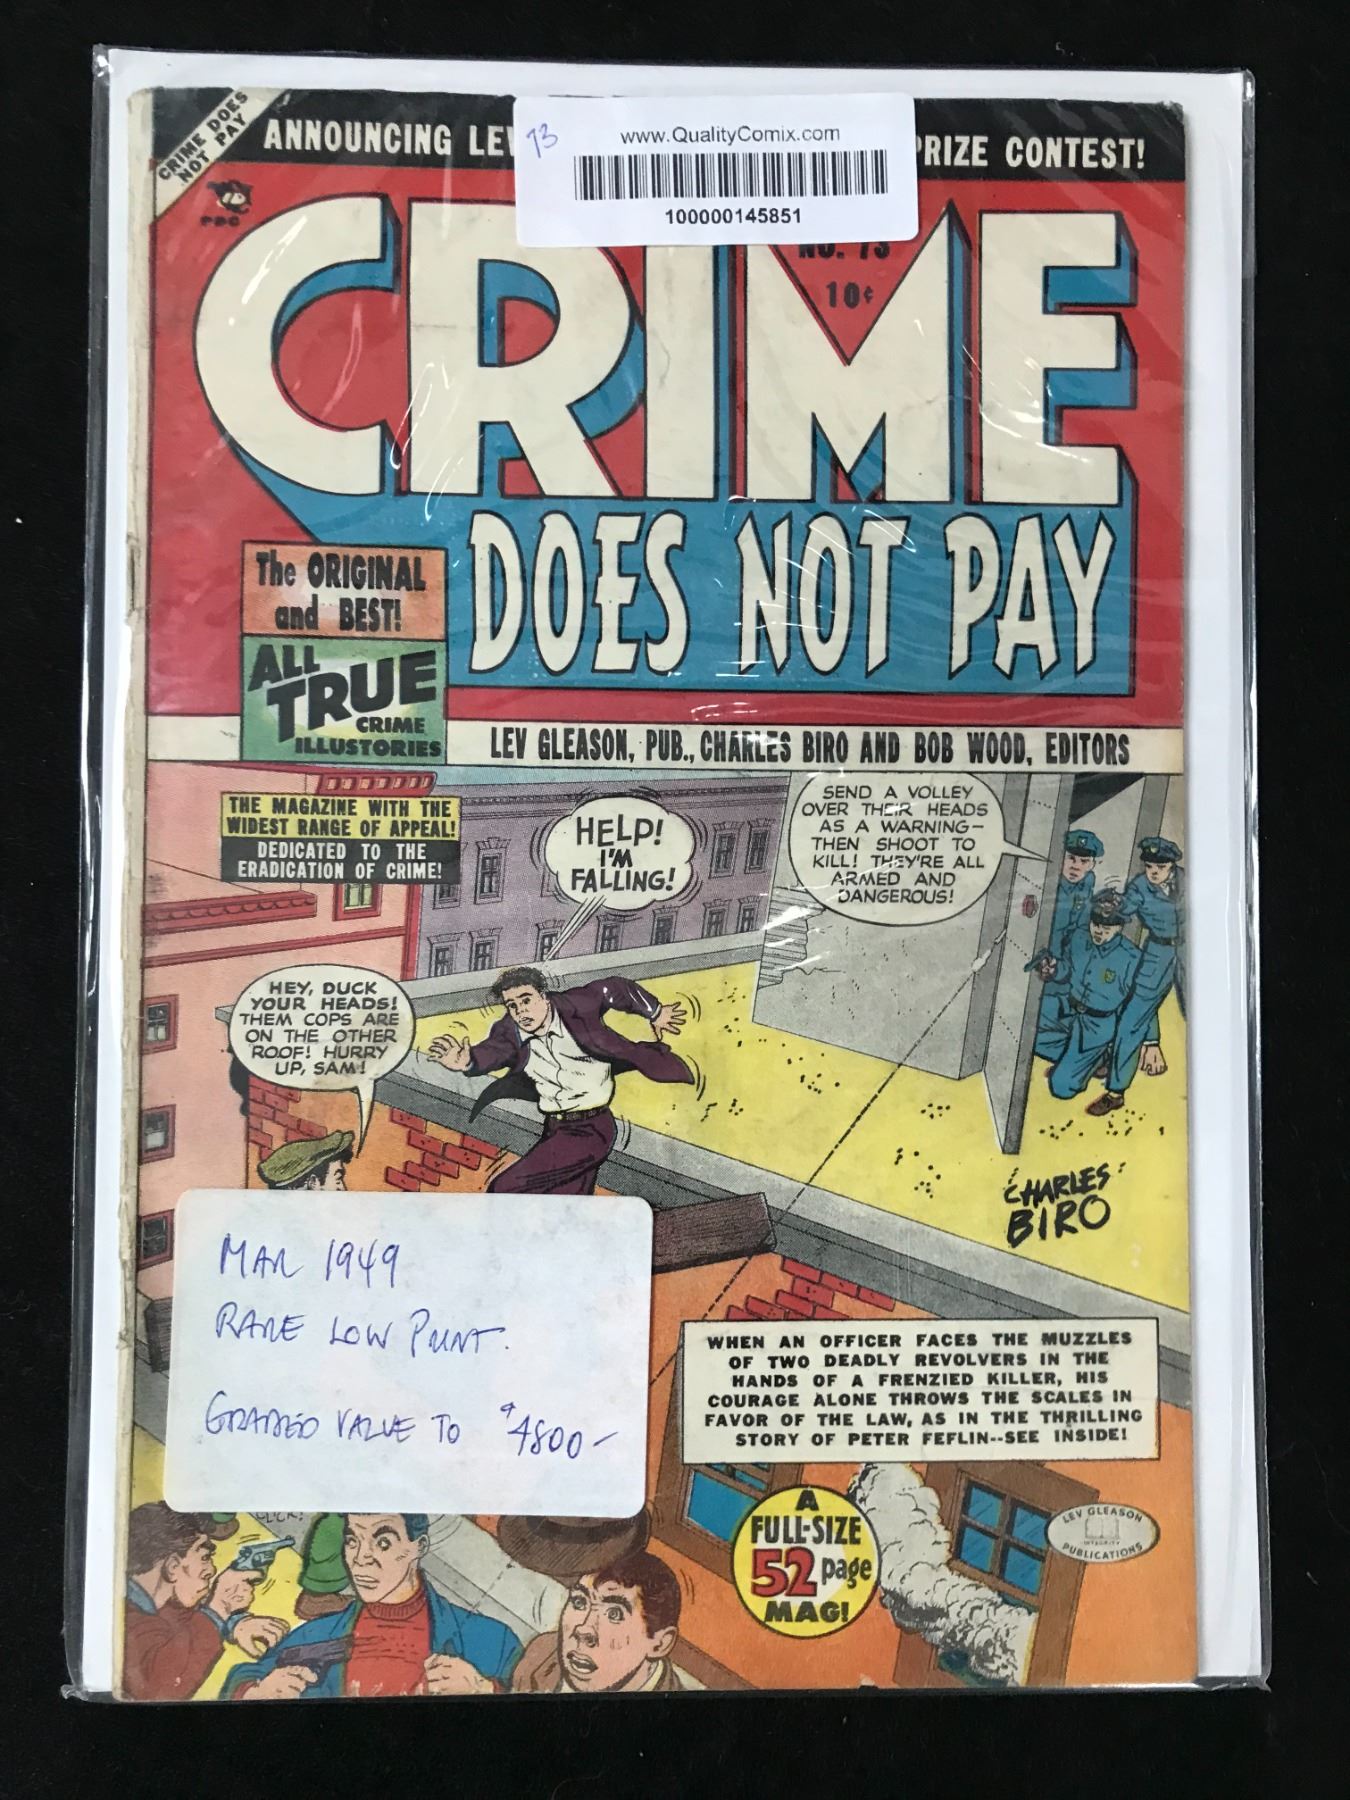 CRIME DOES
NOT PAY
ANNOUNCING LEV
PRIZE CONTEST!
73
www.QualityComix.com
100000145851
PDC
CRIME
NO. 73
10¢
DOES NOT PAY
The ORIGINAL
and BEST!
ALL
TRUE
CRIME
ILLUSTORIES
LEV GLEASON, PUB., CHARLES BIRO AND BOB WOOD, EDITORS
THE MAGAZINE WITH THE
WIDEST RANGE OF APPEAL!
DEDICATED TO THE
ERADICATION OF CRIME!
HELP!
I'M
FALLING!
SEND A VOLLEY
OVER THEIR HEADS
AS A WARNING—
THEN SHOOT TO
KILL! THEY'RE ALL
ARMED AND
DANGEROUS!
HEY, DUCK
YOUR HEADS!
THEM COPS ARE
ON THE OTHER
ROOF! HURRY
UP, SAM!
CHARLES
BIRO
MAR 1949
RARE LOW PRINT.
GRADED VALUE TO $4800-
WHEN AN OFFICER FACES THE MUZZLES
OF TWO DEADLY REVOLVERS IN THE
HANDS OF A FRENZIED KILLER, HIS
COURAGE ALONE THROWS THE SCALES IN
FAVOR OF THE LAW, AS IN THE THRILLING
STORY OF PETER FEFLIN--SEE INSIDE!
CLICK!
A
FULL-SIZE
52 page
MAG!
LEV GLEASON
INTEGRITY
PUBLICATIONS